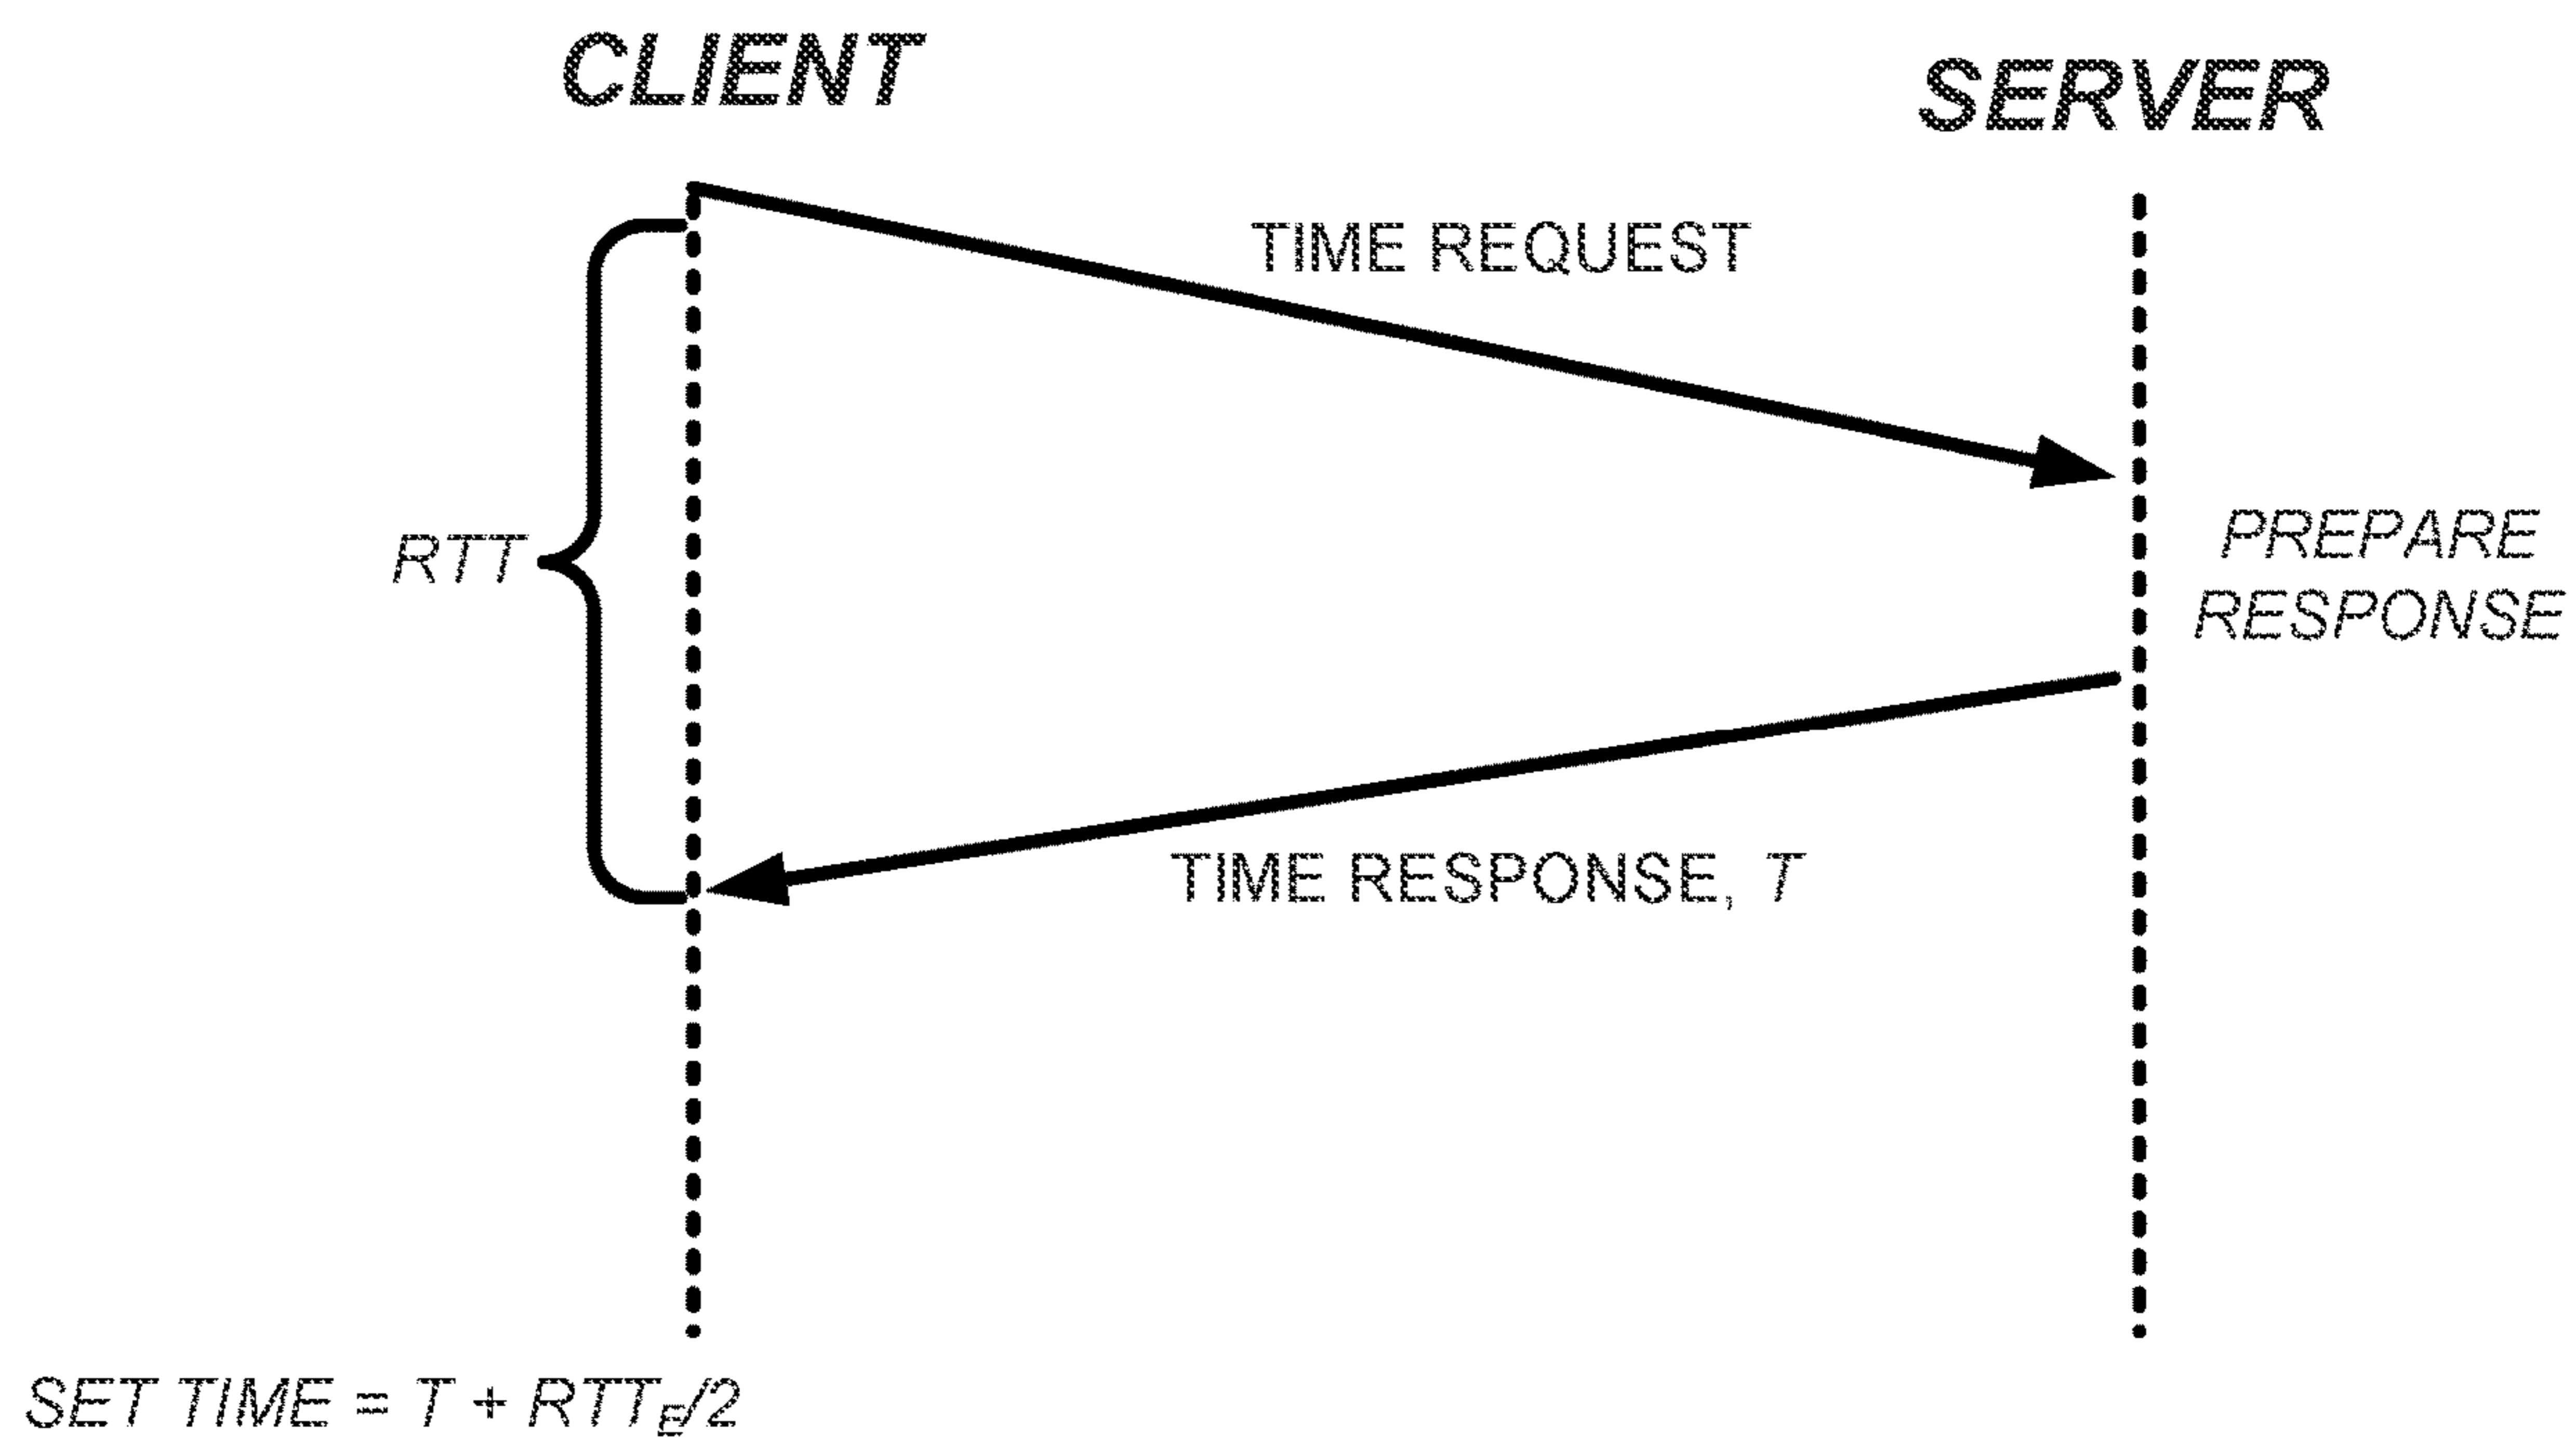 CLIENT
SERVER
TIME REQUEST
RTT
PREPARE
RESPONSE
TIME RESPONSE, T
SET TIME = T + RTT_E/2